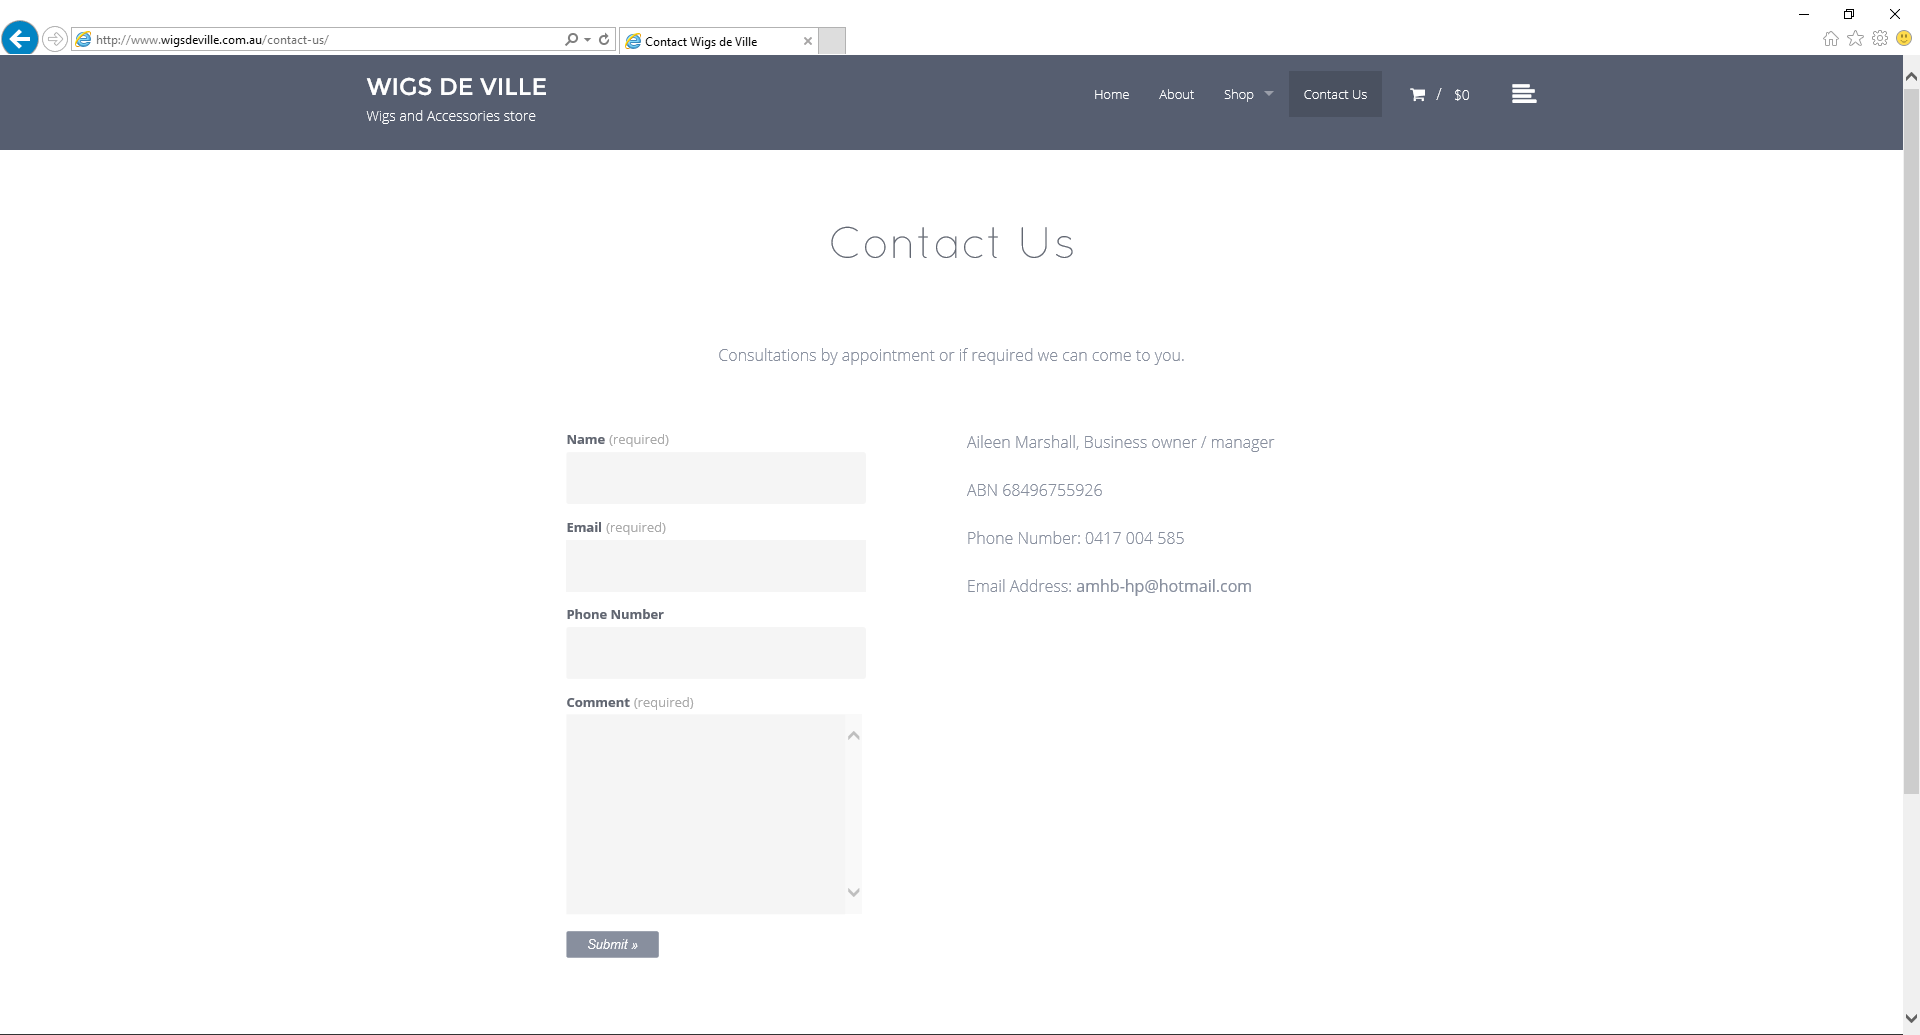 http://www.wigsdeville.com.au/contact-us/
Contact Wigs de Ville
WIGS DE VILLE
Wigs and Accessories store
Home
About
Shop
Contact Us
/ $0
Contact Us
Consultations by appointment or if required we can come to you.
Name (required)
Email (required)
Phone Number
Comment (required)
Submit »
Aileen Marshall, Business owner / manager
ABN 68496755926
Phone Number: 0417 004 585
Email Address: amhb-hp@hotmail.com